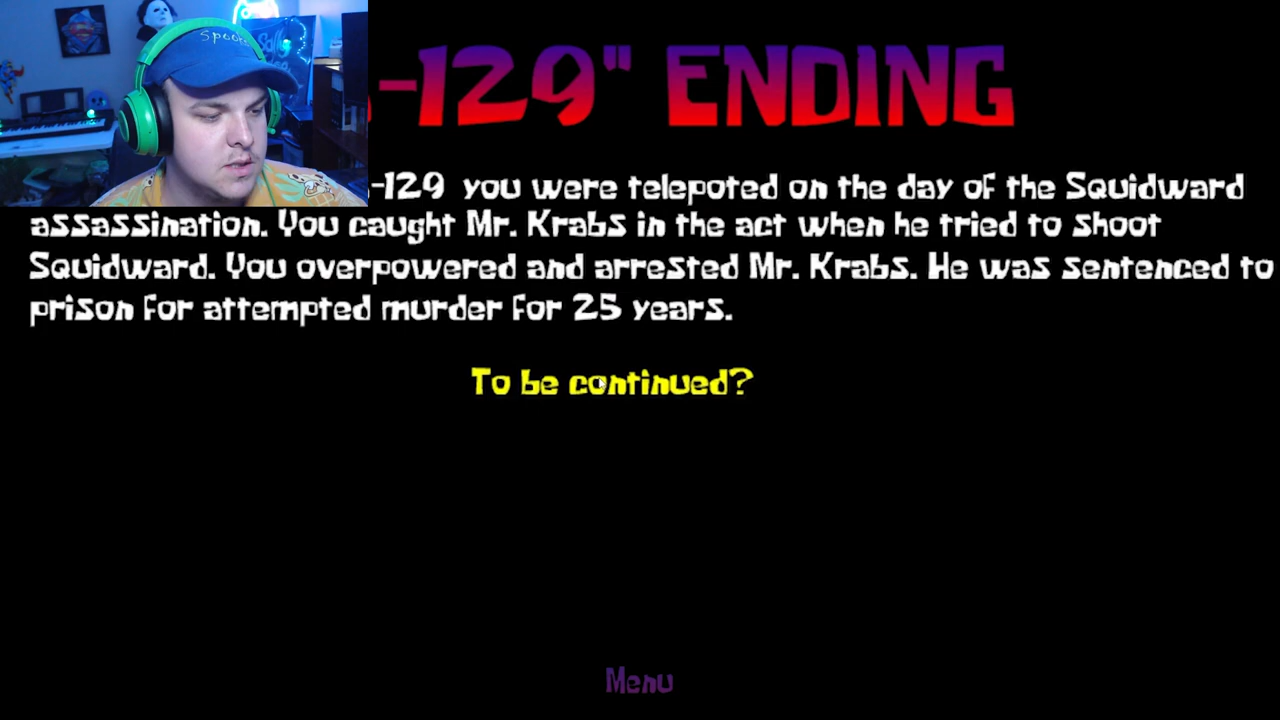 -129" ENDING
-129 you were telepoted on the day of the Squidward
assassination. You caught Mr. Krabs in the act when he tried to shoot
Squidward. You overpowered and arrested Mr. Krabs. He was sentenced to
prison for attempted murder for 25 years.
To be continued?
Menu